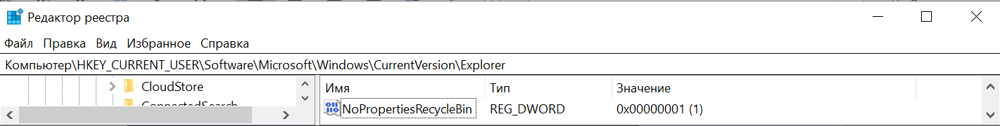 Редактор реестра
Файл Правка Вид Избранное Справка
Компьютер\HKEY_CURRENT_USER\Software\Microsoft\Windows\CurrentVersion\Explorer
CloudStore
ConnectedSearch
Имя Тип Значение
NoPropertiesRecycleBin REG_DWORD 0x00000001 (1)